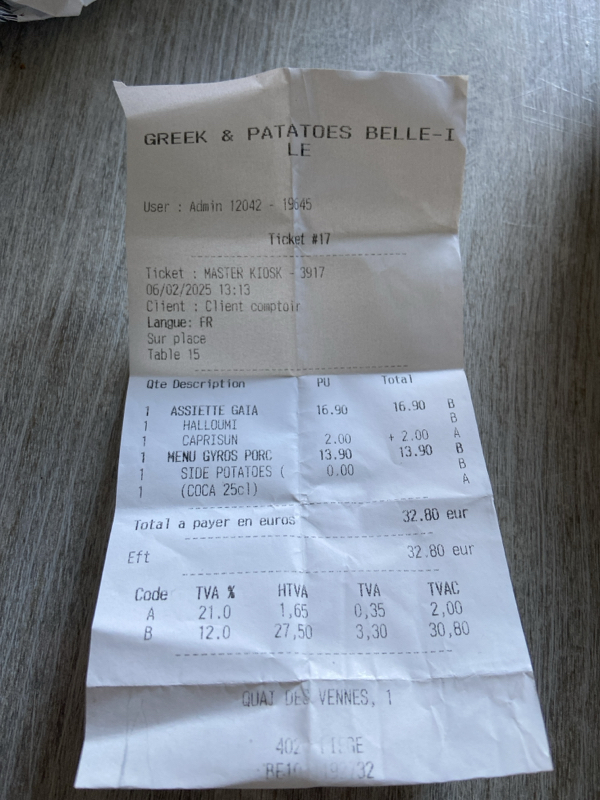 GREEK & PATATOES BELLE-I
LE
User : Admin 12042 - 19645
Ticket #17
Ticket : MASTER KIOSK - 3917
06/02/2025 13:13
Client : Client comptoir
Langue: FR
Sur place
Table 15
Qte Description PU Total
1 ASSIETTE GAIA 16.90 16.90 B
1 HALLOUMI B
1 CAPRISUN 2.00 + 2.00 A
1 MENU GYROS PORC 13.90 13.90 B
1 SIDE POTATOES ( 0.00 B
1 (COCA 25cl) A
Total a payer en euros 32.80 eur
Eft 32.80 eur
Code TVA % HTVA TVA TVAC
A 21.0 1,65 0,35 2,00
B 12.0 27,50 3,30 30,80
QUAI DES VENNES, 1
LIEGE